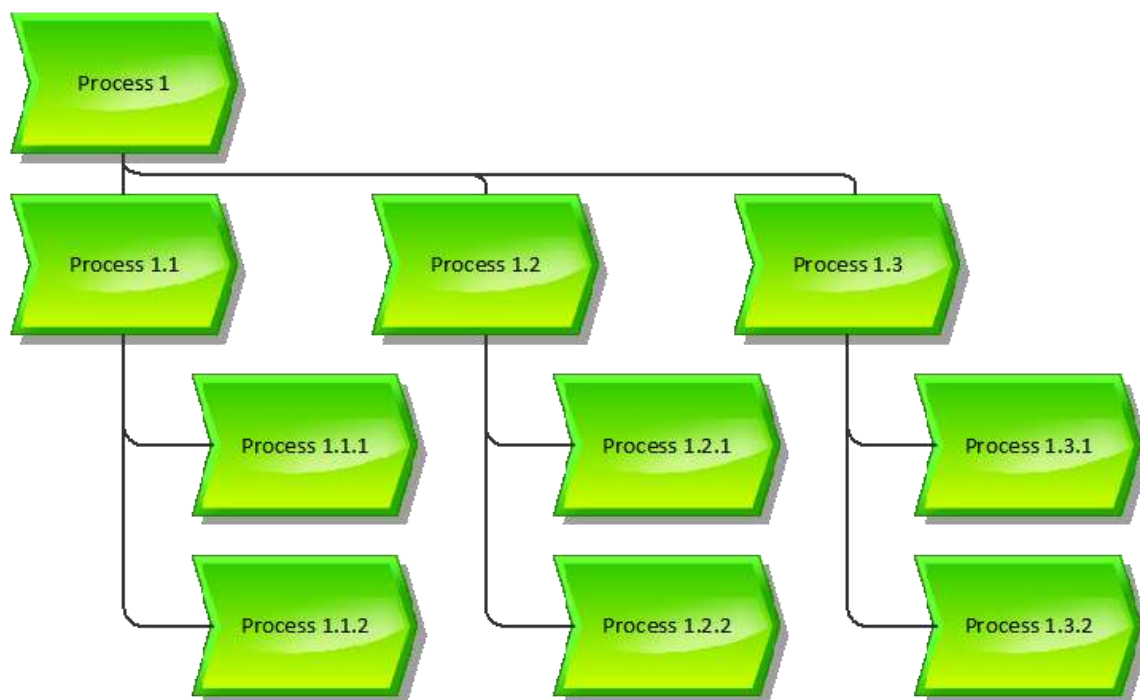 Process 1
Process 1.1
Process 1.2
Process 1.3
Process 1.1.1
Process 1.2.1
Process 1.3.1
Process 1.1.2
Process 1.2.2
Process 1.3.2